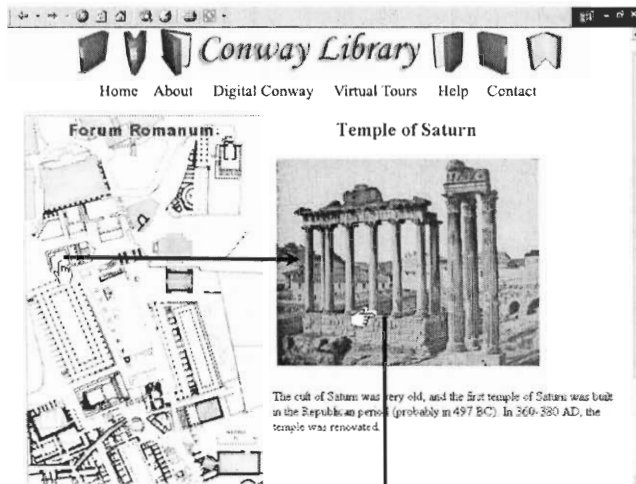 Conway Library
Home About Digital Conway Virtual Tours Help Contact
Forum Romanum
Temple of Saturn
The cult of Saturn was very old, and the first temple of Saturn was built
in the Republican period (probably in 497 BC). In 360-380 AD, the
temple was renovated.